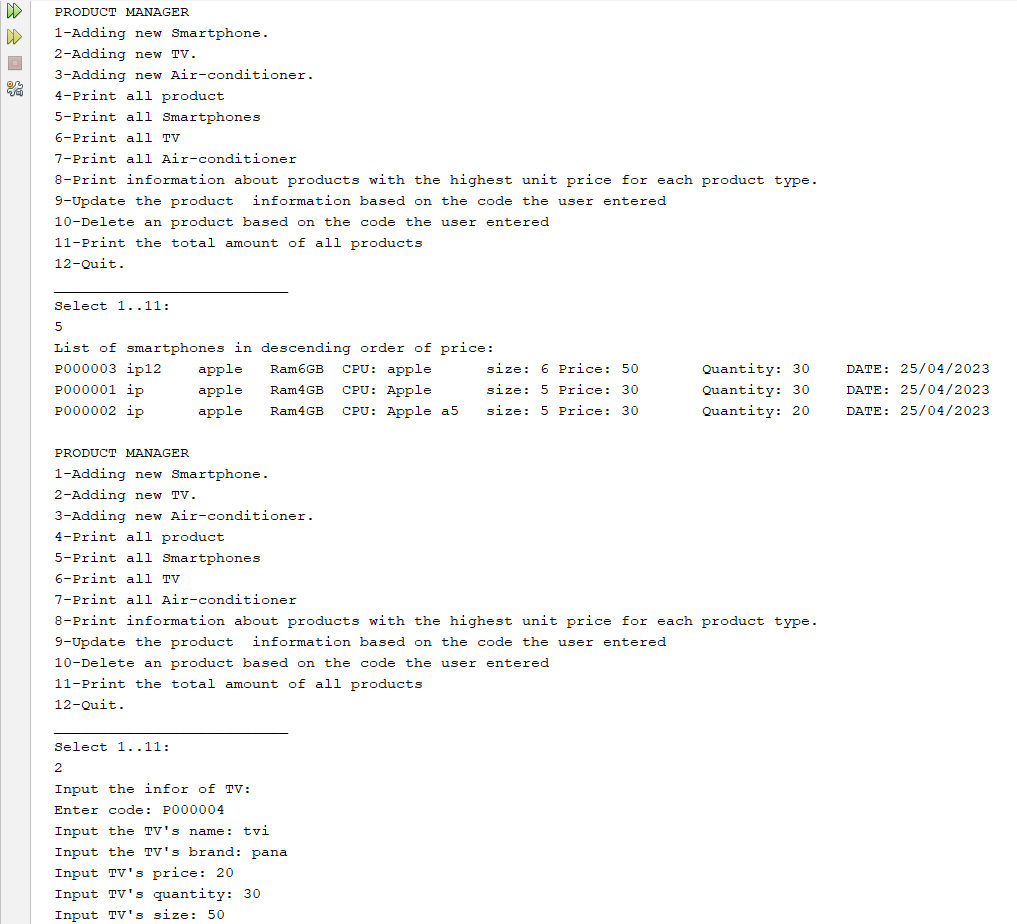 PRODUCT MANAGER
1-Adding new Smartphone.
2-Adding new TV.
3-Adding new Air-conditioner.
4-Print all product
5-Print all Smartphones
6-Print all TV
7-Print all Air-conditioner
8-Print information about products with the highest unit price for each product type.
9-Update the product  information based on the code the user entered
10-Delete an product based on the code the user entered
11-Print the total amount of all products
12-Quit.
__________________________
Select 1..11:
5
List of smartphones in descending order of price:
P000003 ip12    apple   Ram6GB  CPU: apple      size: 6 Price: 50       Quantity: 30    DATE: 25/04/2023
P000001 ip      apple   Ram4GB  CPU: Apple      size: 5 Price: 30       Quantity: 30    DATE: 25/04/2023
P000002 ip      apple   Ram4GB  CPU: Apple a5   size: 5 Price: 30       Quantity: 20    DATE: 25/04/2023

PRODUCT MANAGER
1-Adding new Smartphone.
2-Adding new TV.
3-Adding new Air-conditioner.
4-Print all product
5-Print all Smartphones
6-Print all TV
7-Print all Air-conditioner
8-Print information about products with the highest unit price for each product type.
9-Update the product  information based on the code the user entered
10-Delete an product based on the code the user entered
11-Print the total amount of all products
12-Quit.
__________________________
Select 1..11:
2
Input the infor of TV:
Enter code: P000004
Input the TV's name: tvi
Input the TV's brand: pana
Input TV's price: 20
Input TV's quantity: 30
Input TV's size: 50